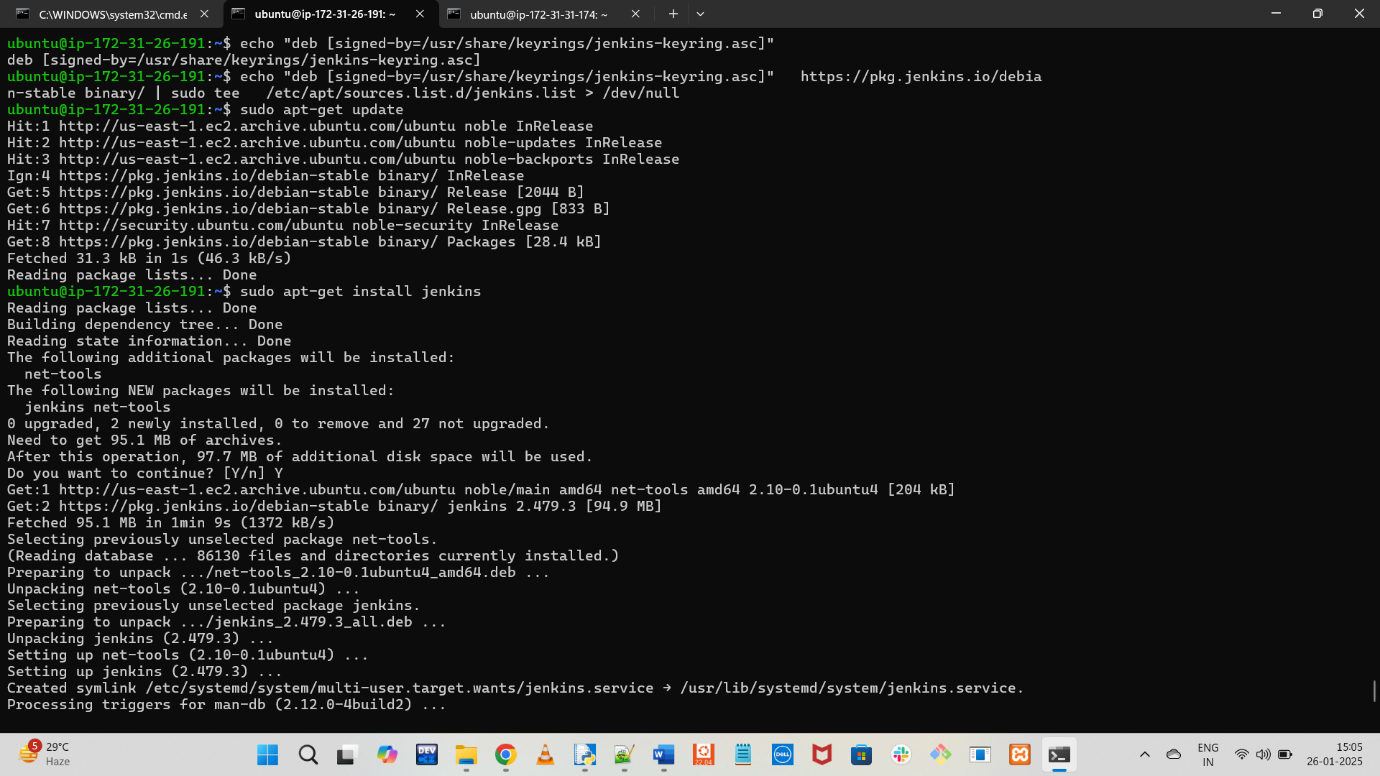 C:\WINDOWS\system32\cmd.e
ubuntu@ip-172-31-26-191: ~
ubuntu@ip-172-31-31-174: ~
ubuntu@ip-172-31-26-191:~$ echo "deb [signed-by=/usr/share/keyrings/jenkins-keyring.asc]"
deb [signed-by=/usr/share/keyrings/jenkins-keyring.asc]
ubuntu@ip-172-31-26-191:~$ echo "deb [signed-by=/usr/share/keyrings/jenkins-keyring.asc]"   https://pkg.jenkins.io/debia
n-stable binary/ | sudo tee   /etc/apt/sources.list.d/jenkins.list > /dev/null
ubuntu@ip-172-31-26-191:~$ sudo apt-get update
Hit:1 http://us-east-1.ec2.archive.ubuntu.com/ubuntu noble InRelease
Hit:2 http://us-east-1.ec2.archive.ubuntu.com/ubuntu noble-updates InRelease
Hit:3 http://us-east-1.ec2.archive.ubuntu.com/ubuntu noble-backports InRelease
Ign:4 https://pkg.jenkins.io/debian-stable binary/ InRelease
Get:5 https://pkg.jenkins.io/debian-stable binary/ Release [2044 B]
Get:6 https://pkg.jenkins.io/debian-stable binary/ Release.gpg [833 B]
Hit:7 http://security.ubuntu.com/ubuntu noble-security InRelease
Get:8 https://pkg.jenkins.io/debian-stable binary/ Packages [28.4 kB]
Fetched 31.3 kB in 1s (46.3 kB/s)
Reading package lists... Done
ubuntu@ip-172-31-26-191:~$ sudo apt-get install jenkins
Reading package lists... Done
Building dependency tree... Done
Reading state information... Done
The following additional packages will be installed:
  net-tools
The following NEW packages will be installed:
  jenkins net-tools
0 upgraded, 2 newly installed, 0 to remove and 27 not upgraded.
Need to get 95.1 MB of archives.
After this operation, 97.7 MB of additional disk space will be used.
Do you want to continue? [Y/n] Y
Get:1 http://us-east-1.ec2.archive.ubuntu.com/ubuntu noble/main amd64 net-tools amd64 2.10-0.1ubuntu4 [204 kB]
Get:2 https://pkg.jenkins.io/debian-stable binary/ jenkins 2.479.3 [94.9 MB]
Fetched 95.1 MB in 1min 9s (1372 kB/s)
Selecting previously unselected package net-tools.
(Reading database ... 86130 files and directories currently installed.)
Preparing to unpack .../net-tools_2.10-0.1ubuntu4_amd64.deb ...
Unpacking net-tools (2.10-0.1ubuntu4) ...
Selecting previously unselected package jenkins.
Preparing to unpack .../jenkins_2.479.3_all.deb ...
Unpacking jenkins (2.479.3) ...
Setting up net-tools (2.10-0.1ubuntu4) ...
Setting up jenkins (2.479.3) ...
Created symlink /etc/systemd/system/multi-user.target.wants/jenkins.service → /usr/lib/systemd/system/jenkins.service.
Processing triggers for man-db (2.12.0-4build2) ...
5
29°C
Haze
DEV
22.04
DELL
ENG
IN
15:05
26-01-2025